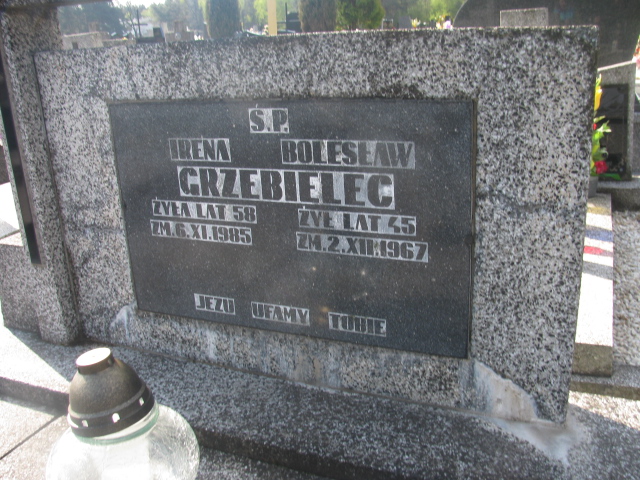 Ś.P.
IRENA BOLESŁAW
GRZEBIELEC
ŻYŁA LAT 58 ŻYŁ LAT 45
ZM. 6.XI.1985 ZM. 2.XII.1967
JEZU UFAMY TOBIE